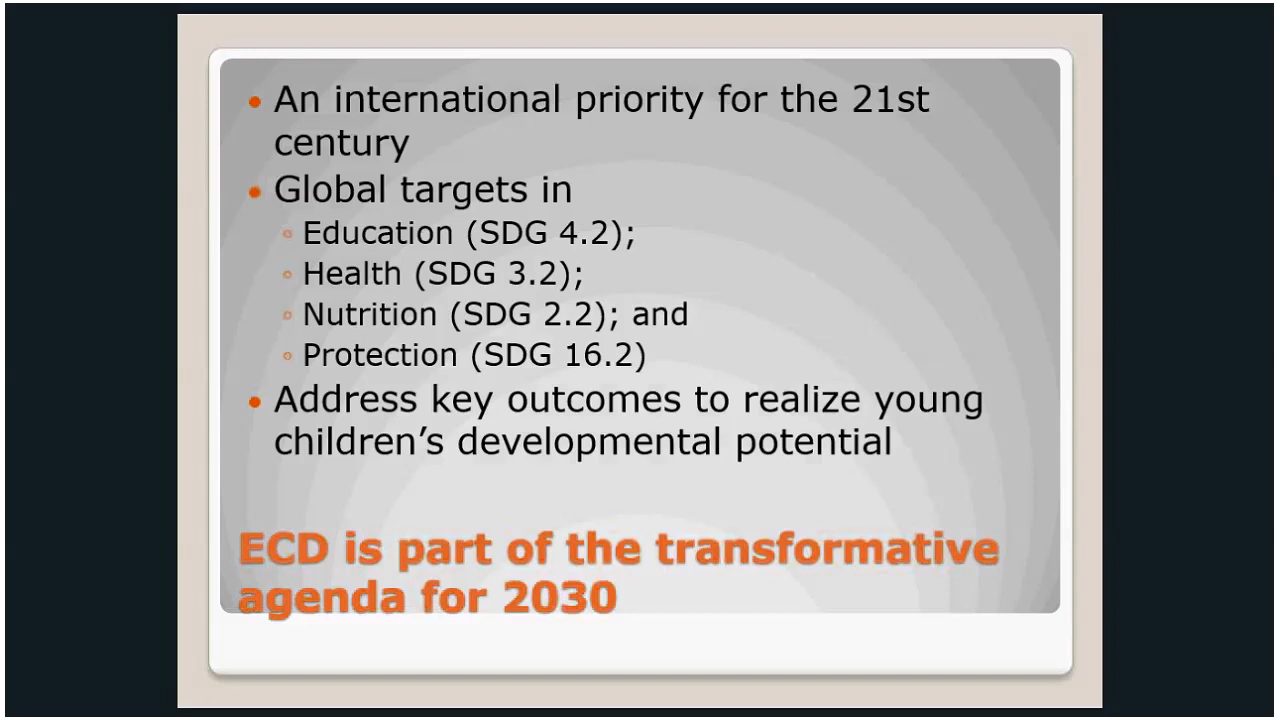 • An international priority for the 21st
century
• Global targets in
◦ Education (SDG 4.2);
◦ Health (SDG 3.2);
◦ Nutrition (SDG 2.2); and
◦ Protection (SDG 16.2)
• Address key outcomes to realize young
children’s developmental potential
ECD is part of the transformative
agenda for 2030